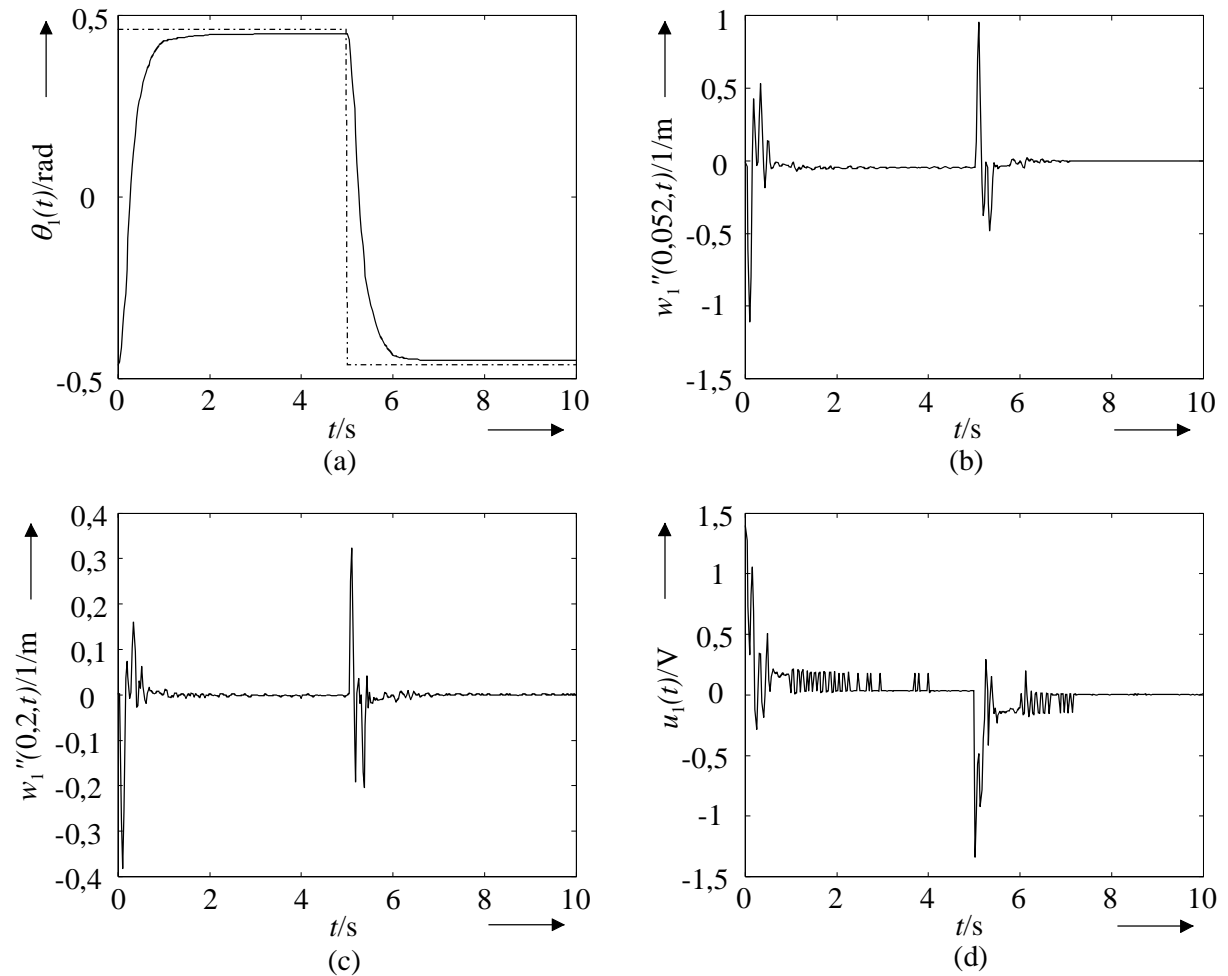 0,5
0
-0,5
θ₁(t)/rad
0 2 4 6 8 10
t/s
(a)
1
0,5
0
-0,5
-1
-1,5
w₁''(0,052,t)/1/m
0 2 4 6 8 10
t/s
(b)
0,4
0,3
0,2
0,1
0
-0,1
-0,2
-0,3
-0,4
w₁''(0,2,t)/1/m
0 2 4 6 8 10
t/s
(c)
1,5
1
0,5
0
-0,5
-1
-1,5
u₁(t)/V
0 2 4 6 8 10
t/s
(d)